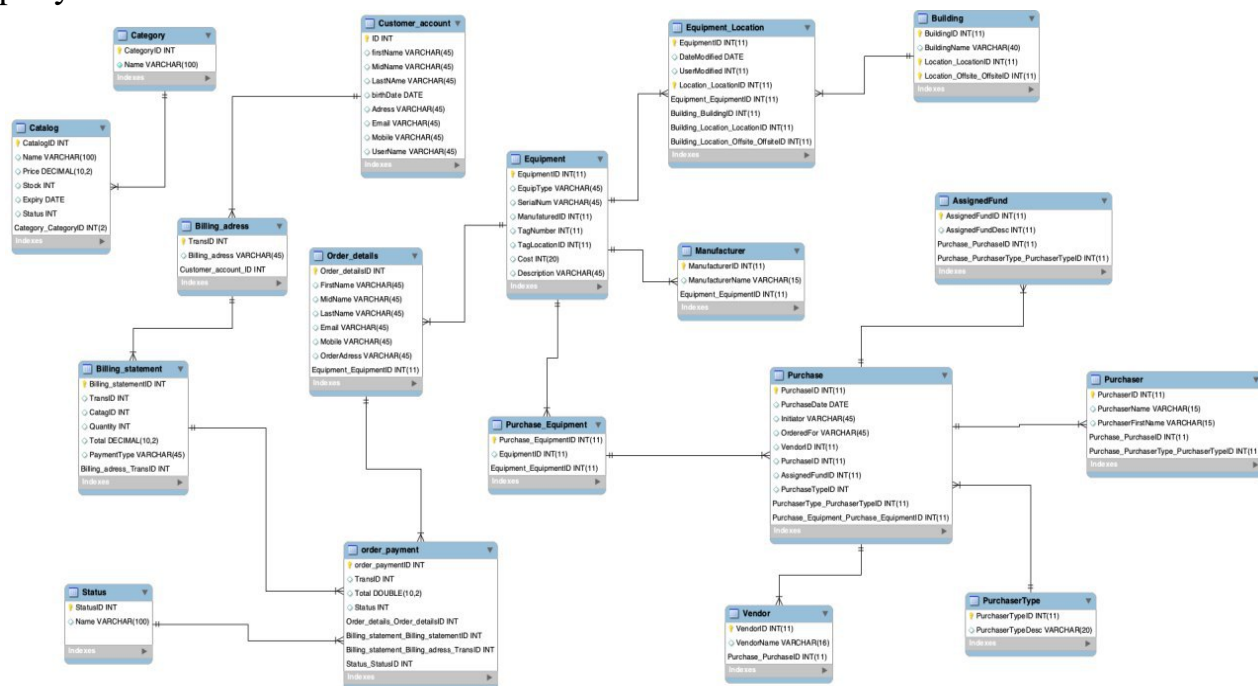 Category
CategoryID INT
Name VARCHAR(100)
Indexes
Catalog
CatalogID INT
Name VARCHAR(100)
Price DECIMAL(10,2)
Stock INT
Expiry DATE
Status INT
Category_CategoryID INT(2)
Indexes
Customer_account
ID INT
firstName VARCHAR(45)
MidName VARCHAR(45)
LastNAme VARCHAR(45)
birthDate DATE
Adress VARCHAR(45)
Email VARCHAR(45)
Mobile VARCHAR(45)
UserName VARCHAR(45)
Indexes
Billing_adress
TransID INT
Billing_adress VARCHAR(45)
Customer_account_ID INT
Indexes
Billing_statement
Billing_statementID INT
TransID INT
CatagID INT
Quantity INT
Total DECIMAL(10,2)
PaymentType VARCHAR(45)
Billing_adress_TransID INT
Indexes
Status
StatusID INT
Name VARCHAR(100)
Indexes
Order_details
Order_detailsID INT
FirstName VARCHAR(45)
MidName VARCHAR(45)
LastName VARCHAR(45)
Email VARCHAR(45)
Mobile VARCHAR(45)
OrderAdress VARCHAR(45)
Equipment_EquipmentID INT(11)
Indexes
order_payment
order_paymentID INT
TransID INT
Total DOUBLE(10,2)
Status INT
Order_details_Order_detailsID INT
Billing_statement_Billing_statementID INT
Billing_statement_Billing_adress_TransID INT
Status_StatusID INT
Indexes
Equipment
EquipmentID INT(11)
EquipType VARCHAR(45)
SerialNum VARCHAR(45)
ManufaturedID INT(11)
TagNumber INT(11)
TagLocationID INT(11)
Cost INT(20)
Description VARCHAR(45)
Indexes
Purchase_Equipment
Purchase_EquipmentID INT(11)
EquipmentID INT(11)
Equipment_EquipmentID INT(11)
Indexes
Equipment_Location
EquipmentID INT(11)
DateModified DATE
UserModified INT(11)
Location_LocationID INT(11)
Equipment_EquipmentID INT(11)
Building_BuildingID INT(11)
Building_Location_LocationID INT(11)
Building_Location_Offsite_OffsiteID INT(11)
Indexes
Building
BuildingID INT(11)
BuildingName VARCHAR(40)
Location_LocationID INT(11)
Location_Offsite_OffsiteID INT(11)
Indexes
Manufacturer
ManufacturerID INT(11)
ManufacturerName VARCHAR(15)
Equipment_EquipmentID INT(11)
Indexes
AssignedFund
AssignedFundID INT(11)
AssignedFundDesc INT(11)
Purchase_PurchaseID INT(11)
Purchase_PurchaserType_PurchaserTypeID INT(11)
Indexes
Purchase
PurchaseID INT(11)
PurchaseDate DATE
Initiator VARCHAR(45)
OrderedFor VARCHAR(45)
VendorID INT(11)
PurchaseID INT(11)
AssignedFundID INT(11)
PurchaseTypeID INT
PurchaserType_PurchaserTypeID INT(11)
Purchase_Equipment_Purchase_EquipmentID INT(11)
Indexes
Purchaser
PurchaserID INT(11)
PurchaserName VARCHAR(15)
PurchaserFirstName VARCHAR(15)
Purchase_PurchaseID INT(11)
Purchase_PurchaserType_PurchaserTypeID INT(11
Indexes
Vendor
VendorID INT(11)
VendorName VARCHAR(16)
Purchase_PurchaseID INT(11)
Indexes
PurchaserType
PurchaserTypeID INT(11)
PurchaserTypeDesc VARCHAR(20)
Indexes